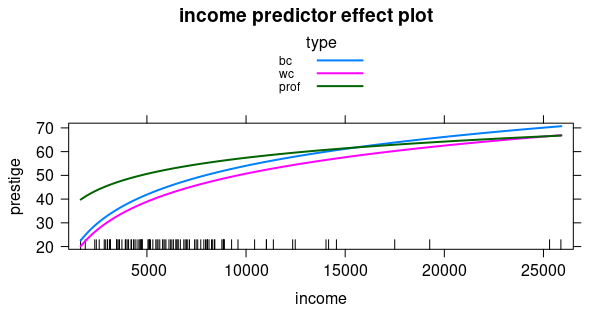 income predictor effect plot
type
bc
wc
prof
70
60
50
40
30
20
prestige
5000 10000 15000 20000 25000
income